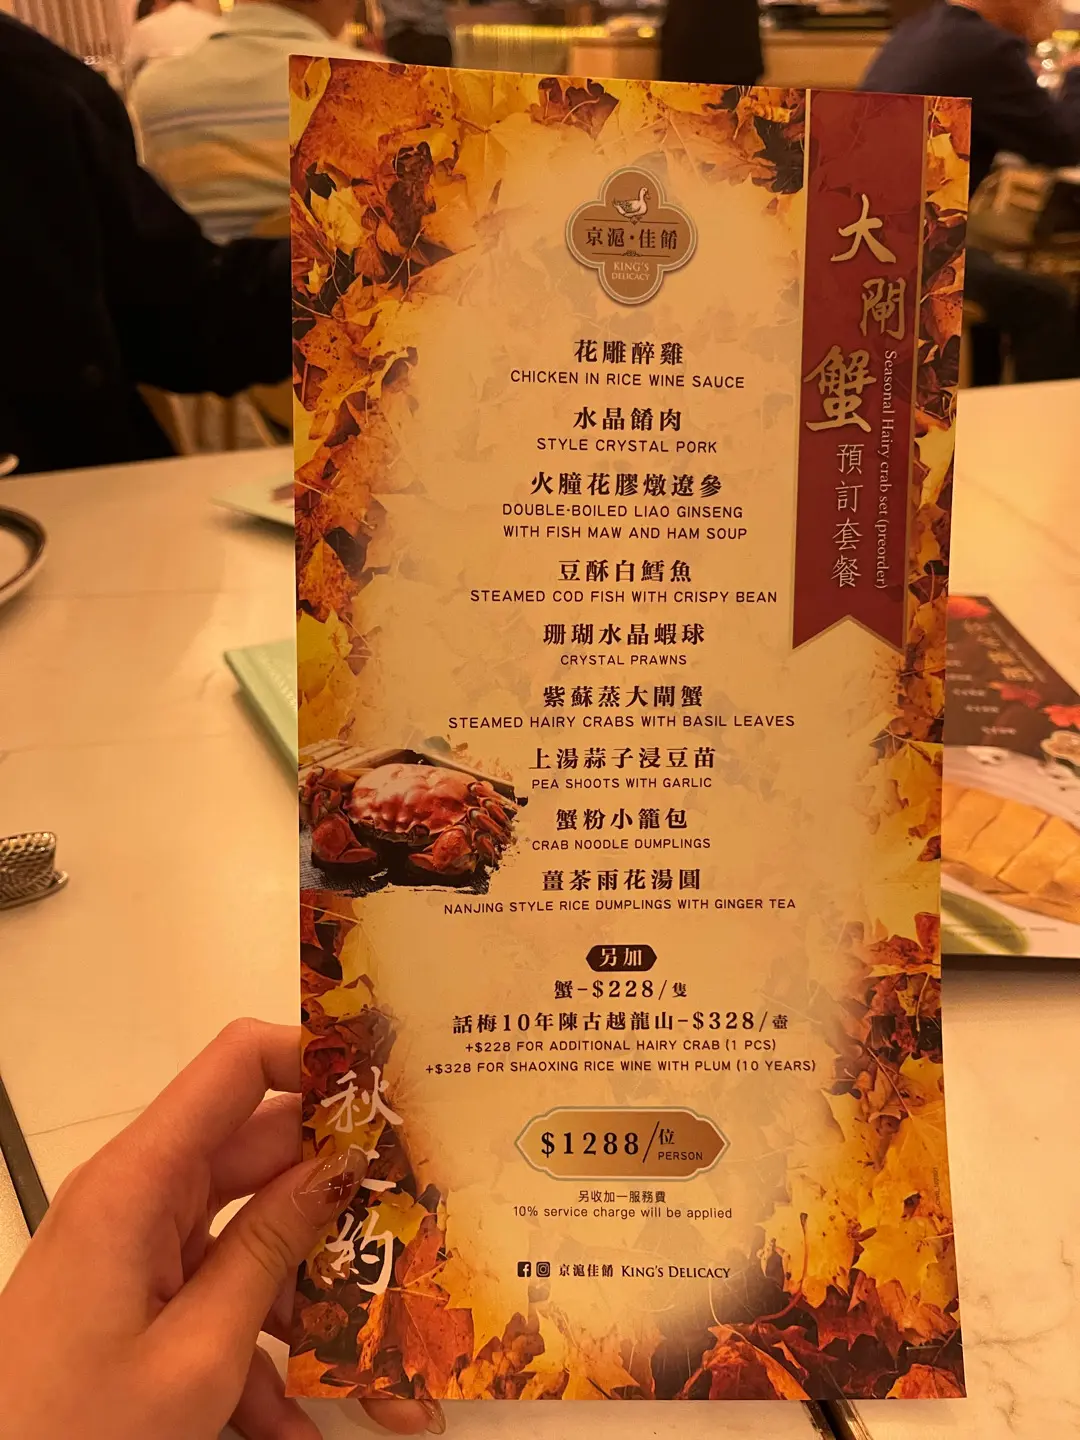 京滬·佳餚
KING'S
DELICACY
大閘蟹
預訂套餐
Seasonal Hairy crab set (preorder)
花雕醉雞
CHICKEN IN RICE WINE SAUCE
水晶餚肉
STYLE CRYSTAL PORK
火朣花膠燉遼參
DOUBLE-BOILED LIAO GINSENG
WITH FISH MAW AND HAM SOUP
豆酥白鱈魚
STEAMED COD FISH WITH CRISPY BEAN
珊瑚水晶蝦球
CRYSTAL PRAWNS
紫蘇蒸大閘蟹
STEAMED HAIRY CRABS WITH BASIL LEAVES
上湯蒜子浸豆苗
PEA SHOOTS WITH GARLIC
蟹粉小籠包
CRAB NOODLE DUMPLINGS
薑茶雨花湯圓
NANJING STYLE RICE DUMPLINGS WITH GINGER TEA
另加
蟹-$228/隻
話梅10年陳古越龍山-$328/壺
+$228 FOR ADDITIONAL HAIRY CRAB (1 PCS)
+$328 FOR SHAOXING RICE WINE WITH PLUM (10 YEARS)
$1288/位
PERSON
另收加一服務費
10% service charge will be applied
京滬佳餚 KING'S DELICACY
秋之約